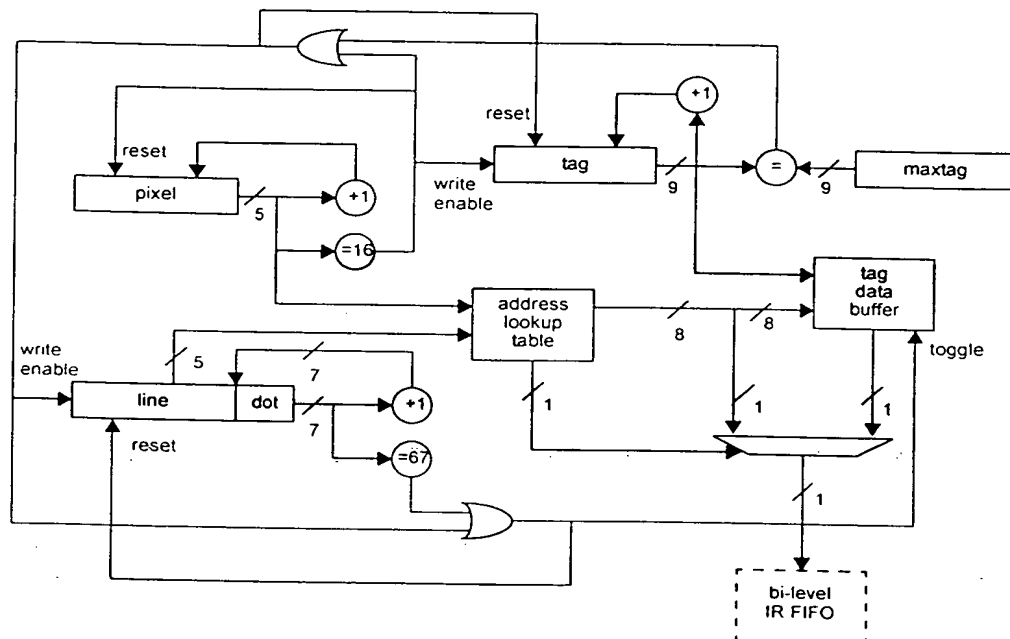 reset
+1
reset
tag
9
=
9
maxtag
write
enable
pixel
5
+1
=16
tag
data
buffer
address
lookup
table
8
8
toggle
write
enable
5
7
line
dot
7
+1
1
1
1
reset
=67
1
bi-level
IR FIFO